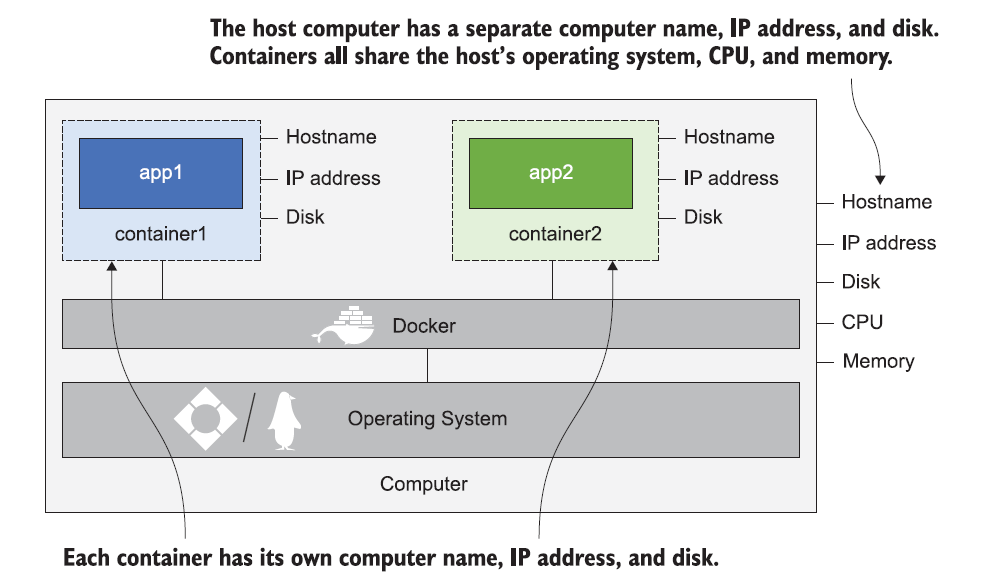 The host computer has a separate computer name, IP address, and disk.
Containers all share the host's operating system, CPU, and memory.
app1
container1
Hostname
IP address
Disk
app2
container2
Hostname
IP address
Disk
Hostname
IP address
Disk
CPU
Memory
Docker
Operating System
Computer
Each container has its own computer name, IP address, and disk.